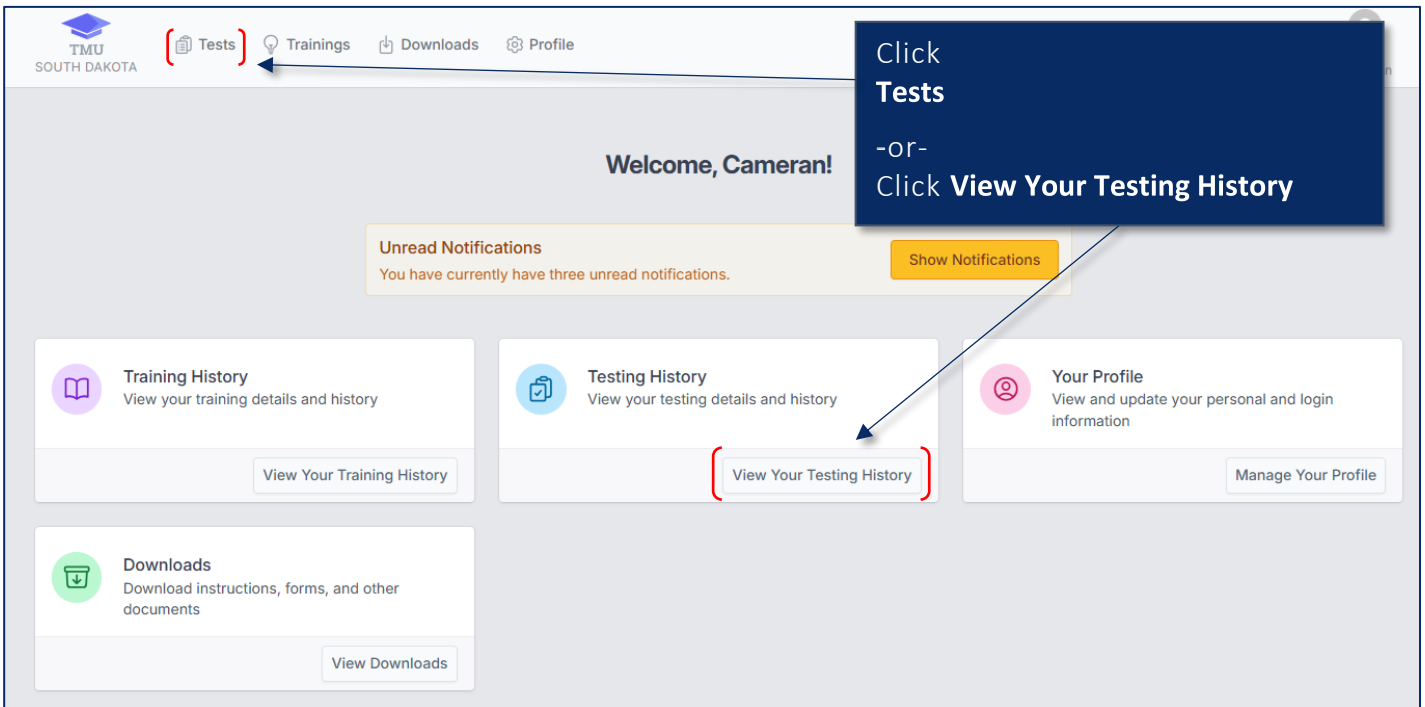 TMU
SOUTH DAKOTA
Tests
Trainings
Downloads
Profile
Click
Tests
-or-
Click View Your Testing History
Welcome, Cameran!
Unread Notifications
You have currently have three unread notifications.
Show Notifications
Training History
View your training details and history
View Your Training History
Testing History
View your testing details and history
View Your Testing History
Your Profile
View and update your personal and login
information
Manage Your Profile
Downloads
Download instructions, forms, and other
documents
View Downloads